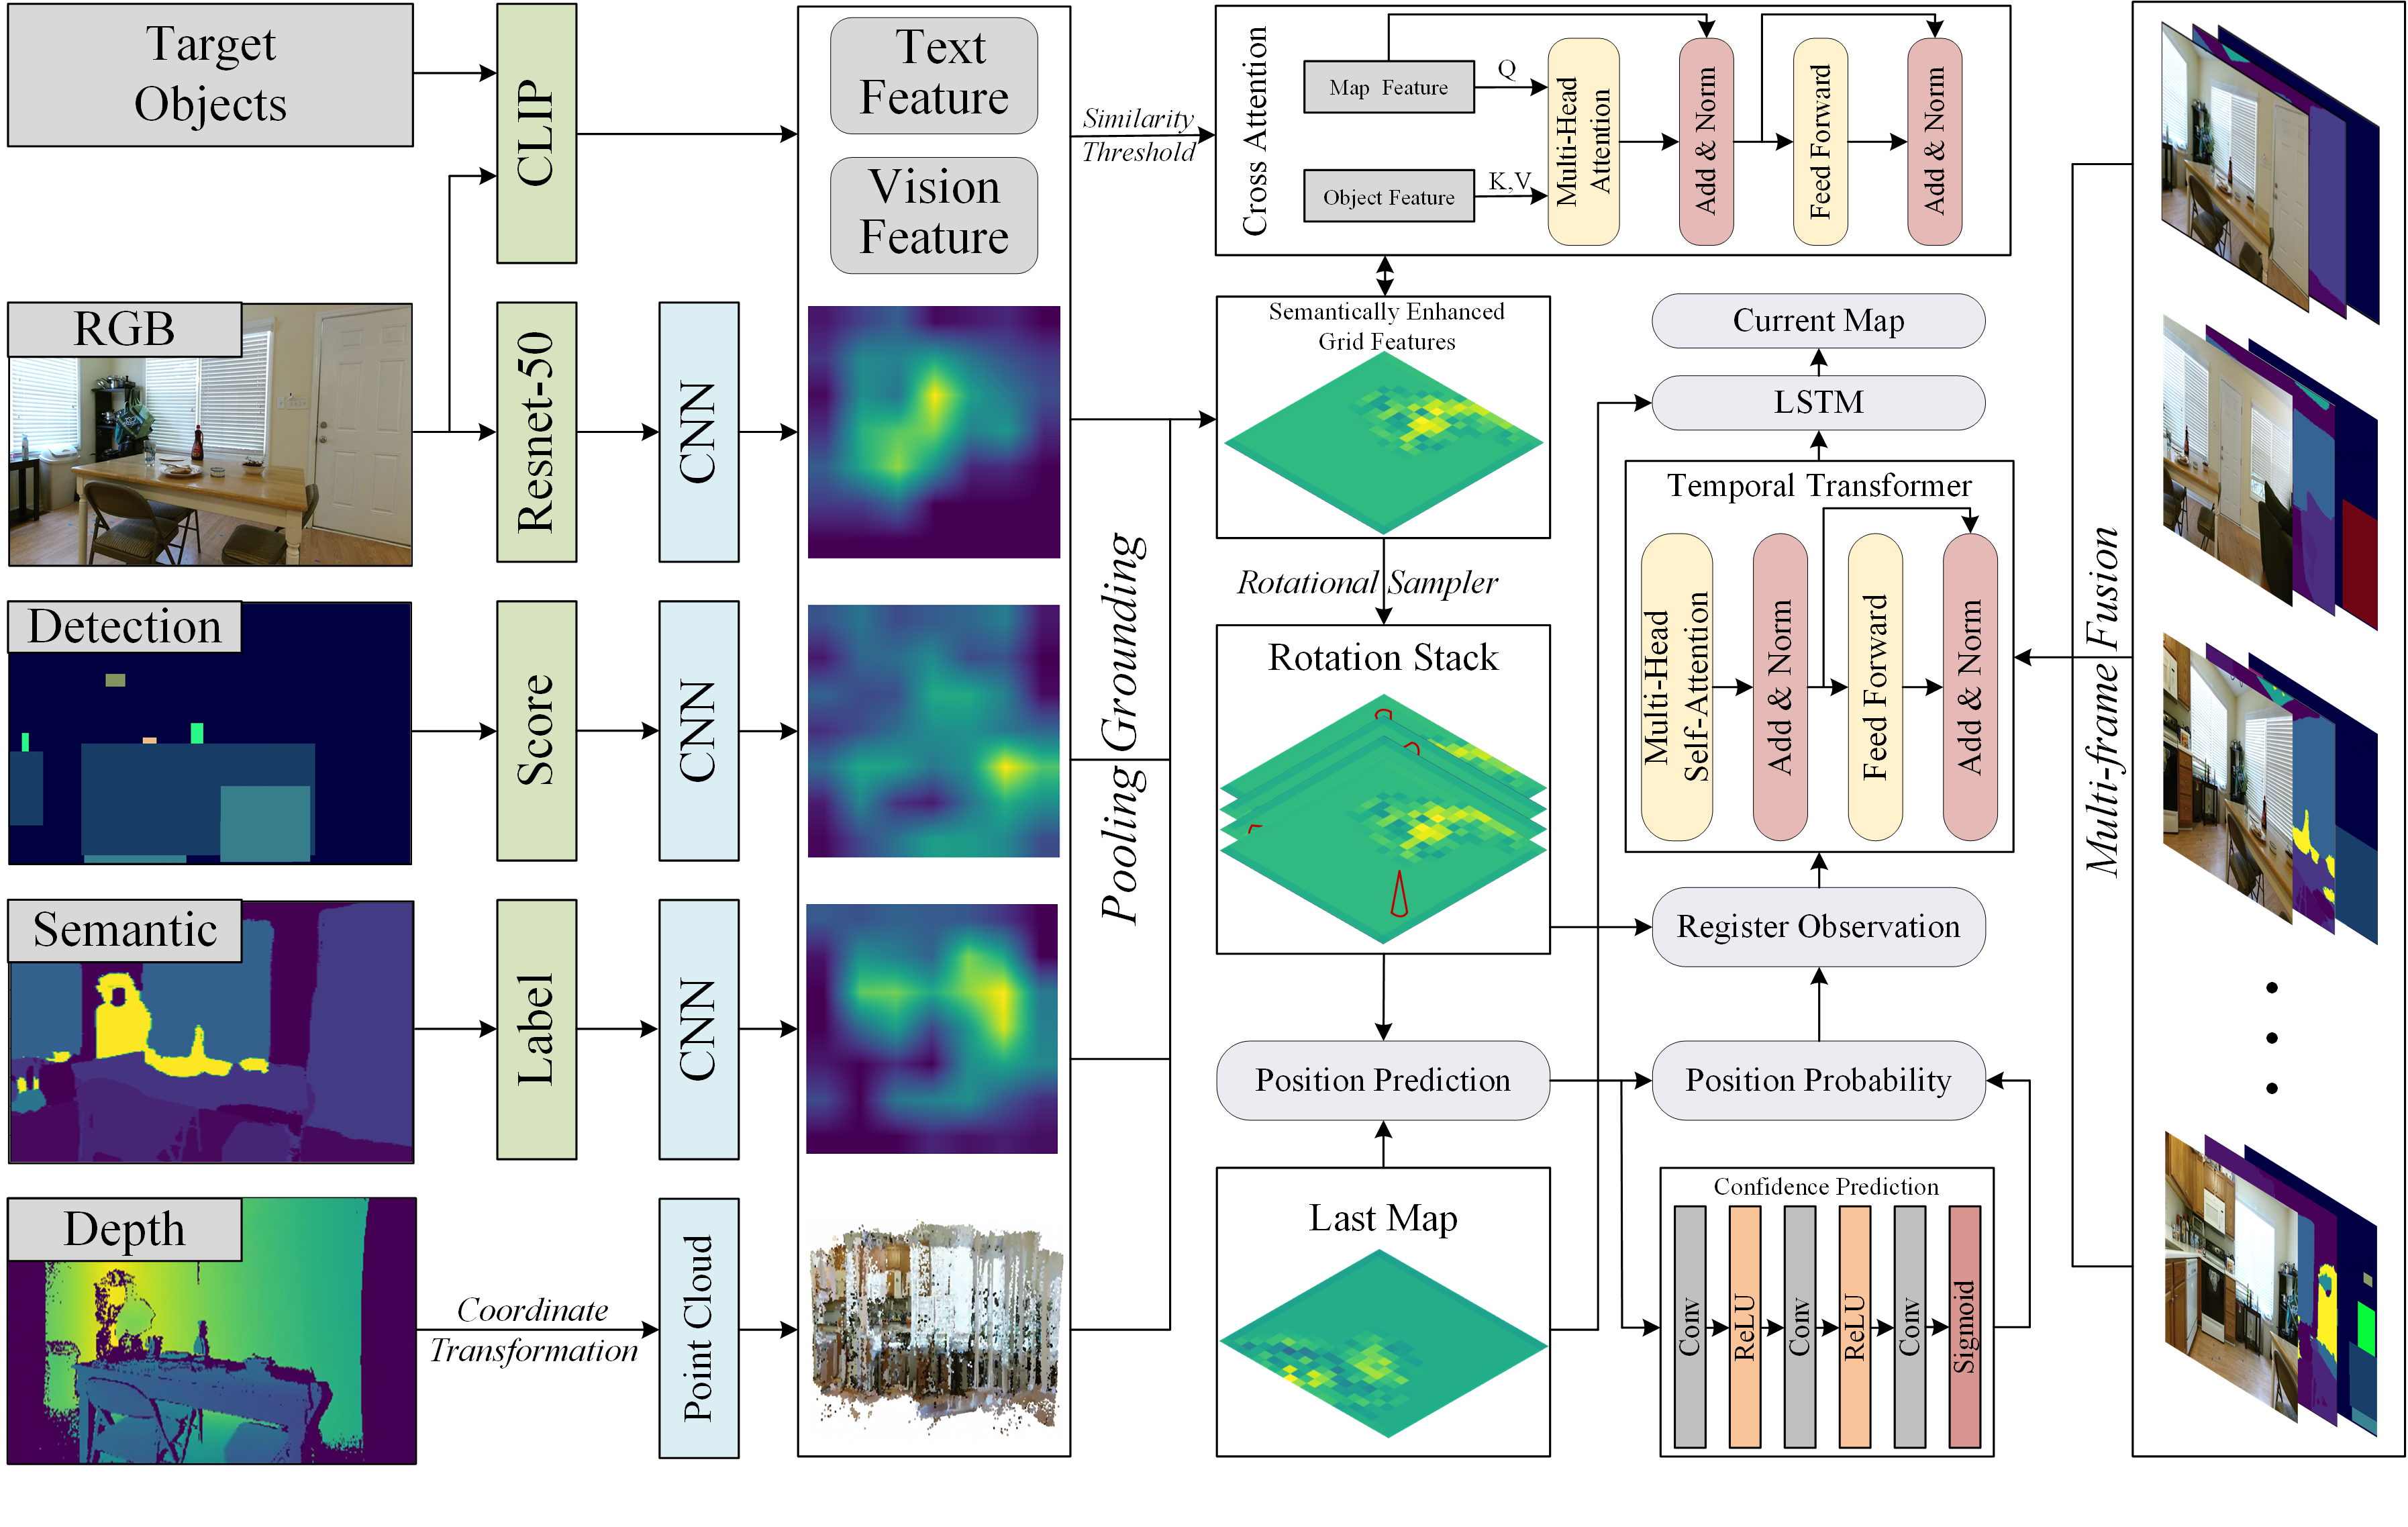 Target
Objects
CLIP
RGB
Resnet-50
CNN
Detection
Score
CNN
Semantic
Label
CNN
Depth
Coordinate
Transformation
Point Cloud
Text
Feature
Vision
Feature
Similarity
Threshold
Pooling Grounding
Cross Attention
Map Feature
Q
Object Feature
K,V
Multi-Head
Attention
Add & Norm
Feed Forward
Add & Norm
Semantically Enhanced
Grid Features
Rotational Sampler
Rotation Stack
Position Prediction
Last Map
Current Map
LSTM
Temporal Transformer
Multi-Head
Self-Attention
Add & Norm
Feed Forward
Add & Norm
Register Observation
Position Probability
Confidence Prediction
Conv
ReLU
Conv
ReLU
Conv
Sigmoid
Multi-frame Fusion